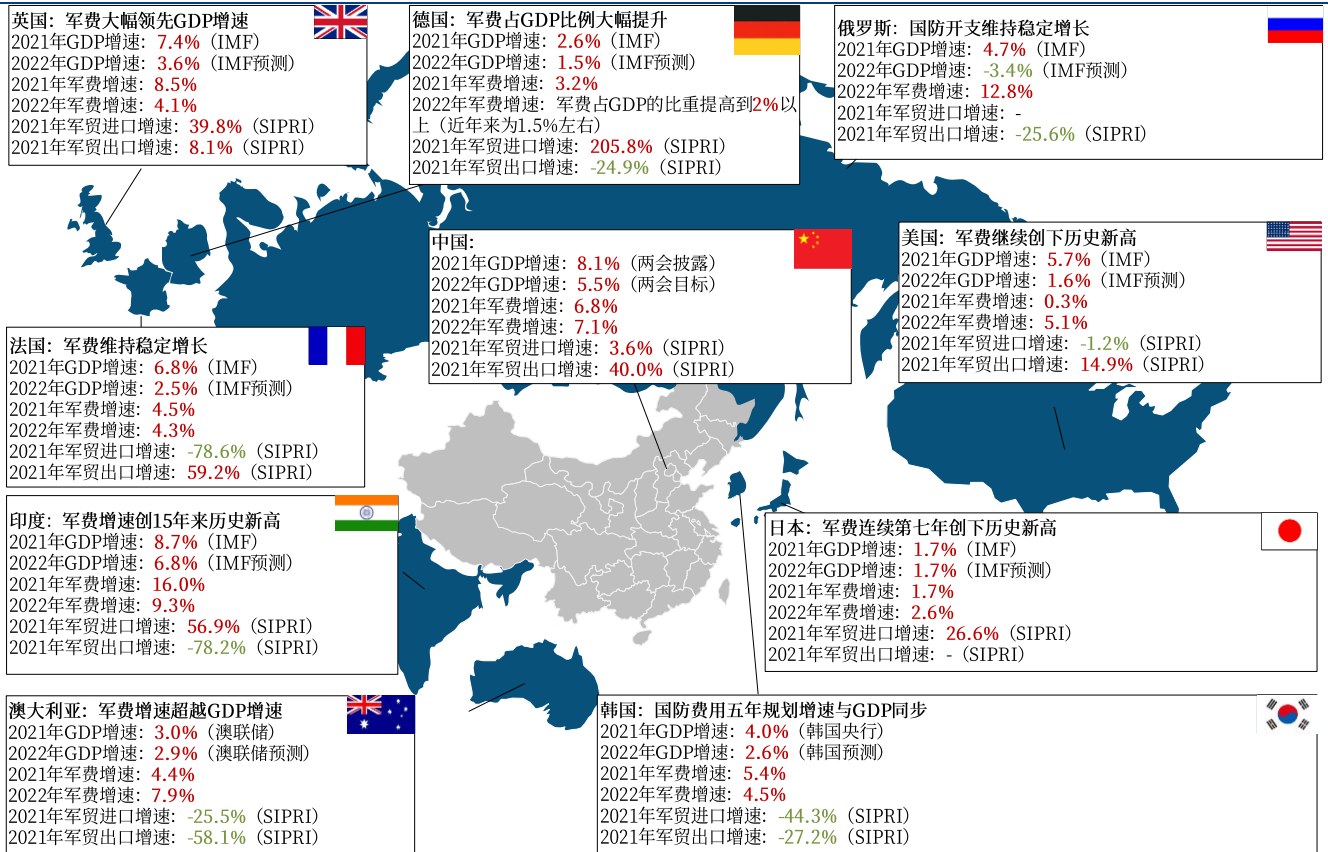 英国：军费大幅领先GDP增速
2021年GDP增速：7.4%（IMF）
2022年GDP增速：3.6%（IMF预测）
2021年军费增速：8.5%
2022年军费增速：4.1%
2021年军贸进口增速：39.8%（SIPRI）
2021年军贸出口增速：8.1%（SIPRI）
德国：军费占GDP比例大幅提升
2021年GDP增速：2.6%（IMF）
2022年GDP增速：1.5%（IMF预测）
2021年军费增速：3.2%
2022年军费增速：军费占GDP的比重提高到2%以
上（近年来为1.5%左右）
2021年军贸进口增速：205.8%（SIPRI）
2021年军贸出口增速：-24.9%（SIPRI）
俄罗斯：国防开支维持稳定增长
2021年GDP增速：4.7%（IMF）
2022年GDP增速：-3.4%（IMF预测）
2022年军费增速：12.8%
2021年军贸进口增速：-
2021年军贸出口增速：-25.6%（SIPRI）
中国：
2021年GDP增速：8.1%（两会披露）
2022年GDP增速：5.5%（两会目标）
2021年军费增速：6.8%
2022年军费增速：7.1%
2021年军贸进口增速：3.6%（SIPRI）
2021年军贸出口增速：40.0%（SIPRI）
美国：军费继续创下历史新高
2021年GDP增速：5.7%（IMF）
2022年GDP增速：1.6%（IMF预测）
2021年军费增速：0.3%
2022年军费增速：5.1%
2021年军贸进口增速：-1.2%（SIPRI）
2021年军贸出口增速：14.9%（SIPRI）
法国：军费维持稳定增长
2021年GDP增速：6.8%（IMF）
2022年GDP增速：2.5%（IMF预测）
2021年军费增速：4.5%
2022年军费增速：4.3%
2021年军贸进口增速：-78.6%（SIPRI）
2021年军贸出口增速：59.2%（SIPRI）
印度：军费增速创15年来历史新高
2021年GDP增速：8.7%（IMF）
2022年GDP增速：6.8%（IMF预测）
2021年军费增速：16.0%
2022年军费增速：9.3%
2021年军贸进口增速：56.9%（SIPRI）
2021年军贸出口增速：-78.2%（SIPRI）
日本：军费连续第七年创下历史新高
2021年GDP增速：1.7%（IMF）
2022年GDP增速：1.7%（IMF预测）
2021年军费增速：1.7%
2022年军费增速：2.6%
2021年军贸进口增速：26.6%（SIPRI）
2021年军贸出口增速：-（SIPRI）
澳大利亚：军费增速超越GDP增速
2021年GDP增速：3.0%（澳联储）
2022年GDP增速：2.9%（澳联储预测）
2021年军费增速：4.4%
2022年军费增速：7.9%
2021年军贸进口增速：-25.5%（SIPRI）
2021年军贸出口增速：-58.1%（SIPRI）
韩国：国防费用五年规划增速与GDP同步
2021年GDP增速：4.0%（韩国央行）
2022年GDP增速：2.6%（韩国预测）
2021年军费增速：5.4%
2022年军费增速：4.5%
2021年军贸进口增速：-44.3%（SIPRI）
2021年军贸出口增速：-27.2%（SIPRI）